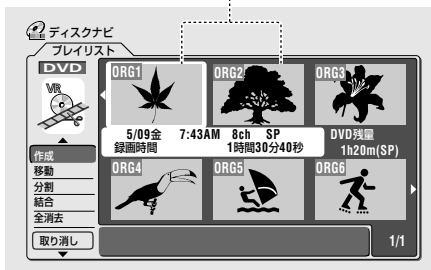 ディスクナビ
プレイリスト
DVD
VR
ORG1
ORG2
ORG3
5/09金 7:43AM 8ch SP
録画時間 1時間30分40秒
DVD残量
1h20m(SP)
作成
移動
分割
結合
全消去
取り消し
ORG4
ORG5
ORG6
1/1